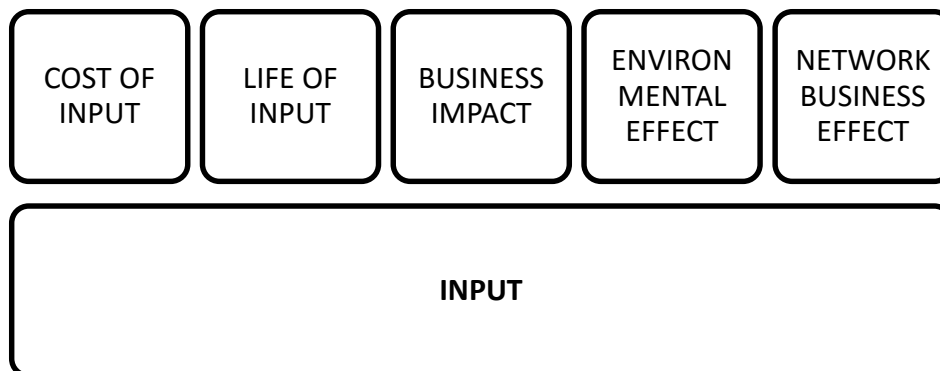 COST OF
INPUT
LIFE OF
INPUT
BUSINESS
IMPACT
ENVIRON
MENTAL
EFFECT
NETWORK
BUSINESS
EFFECT
INPUT